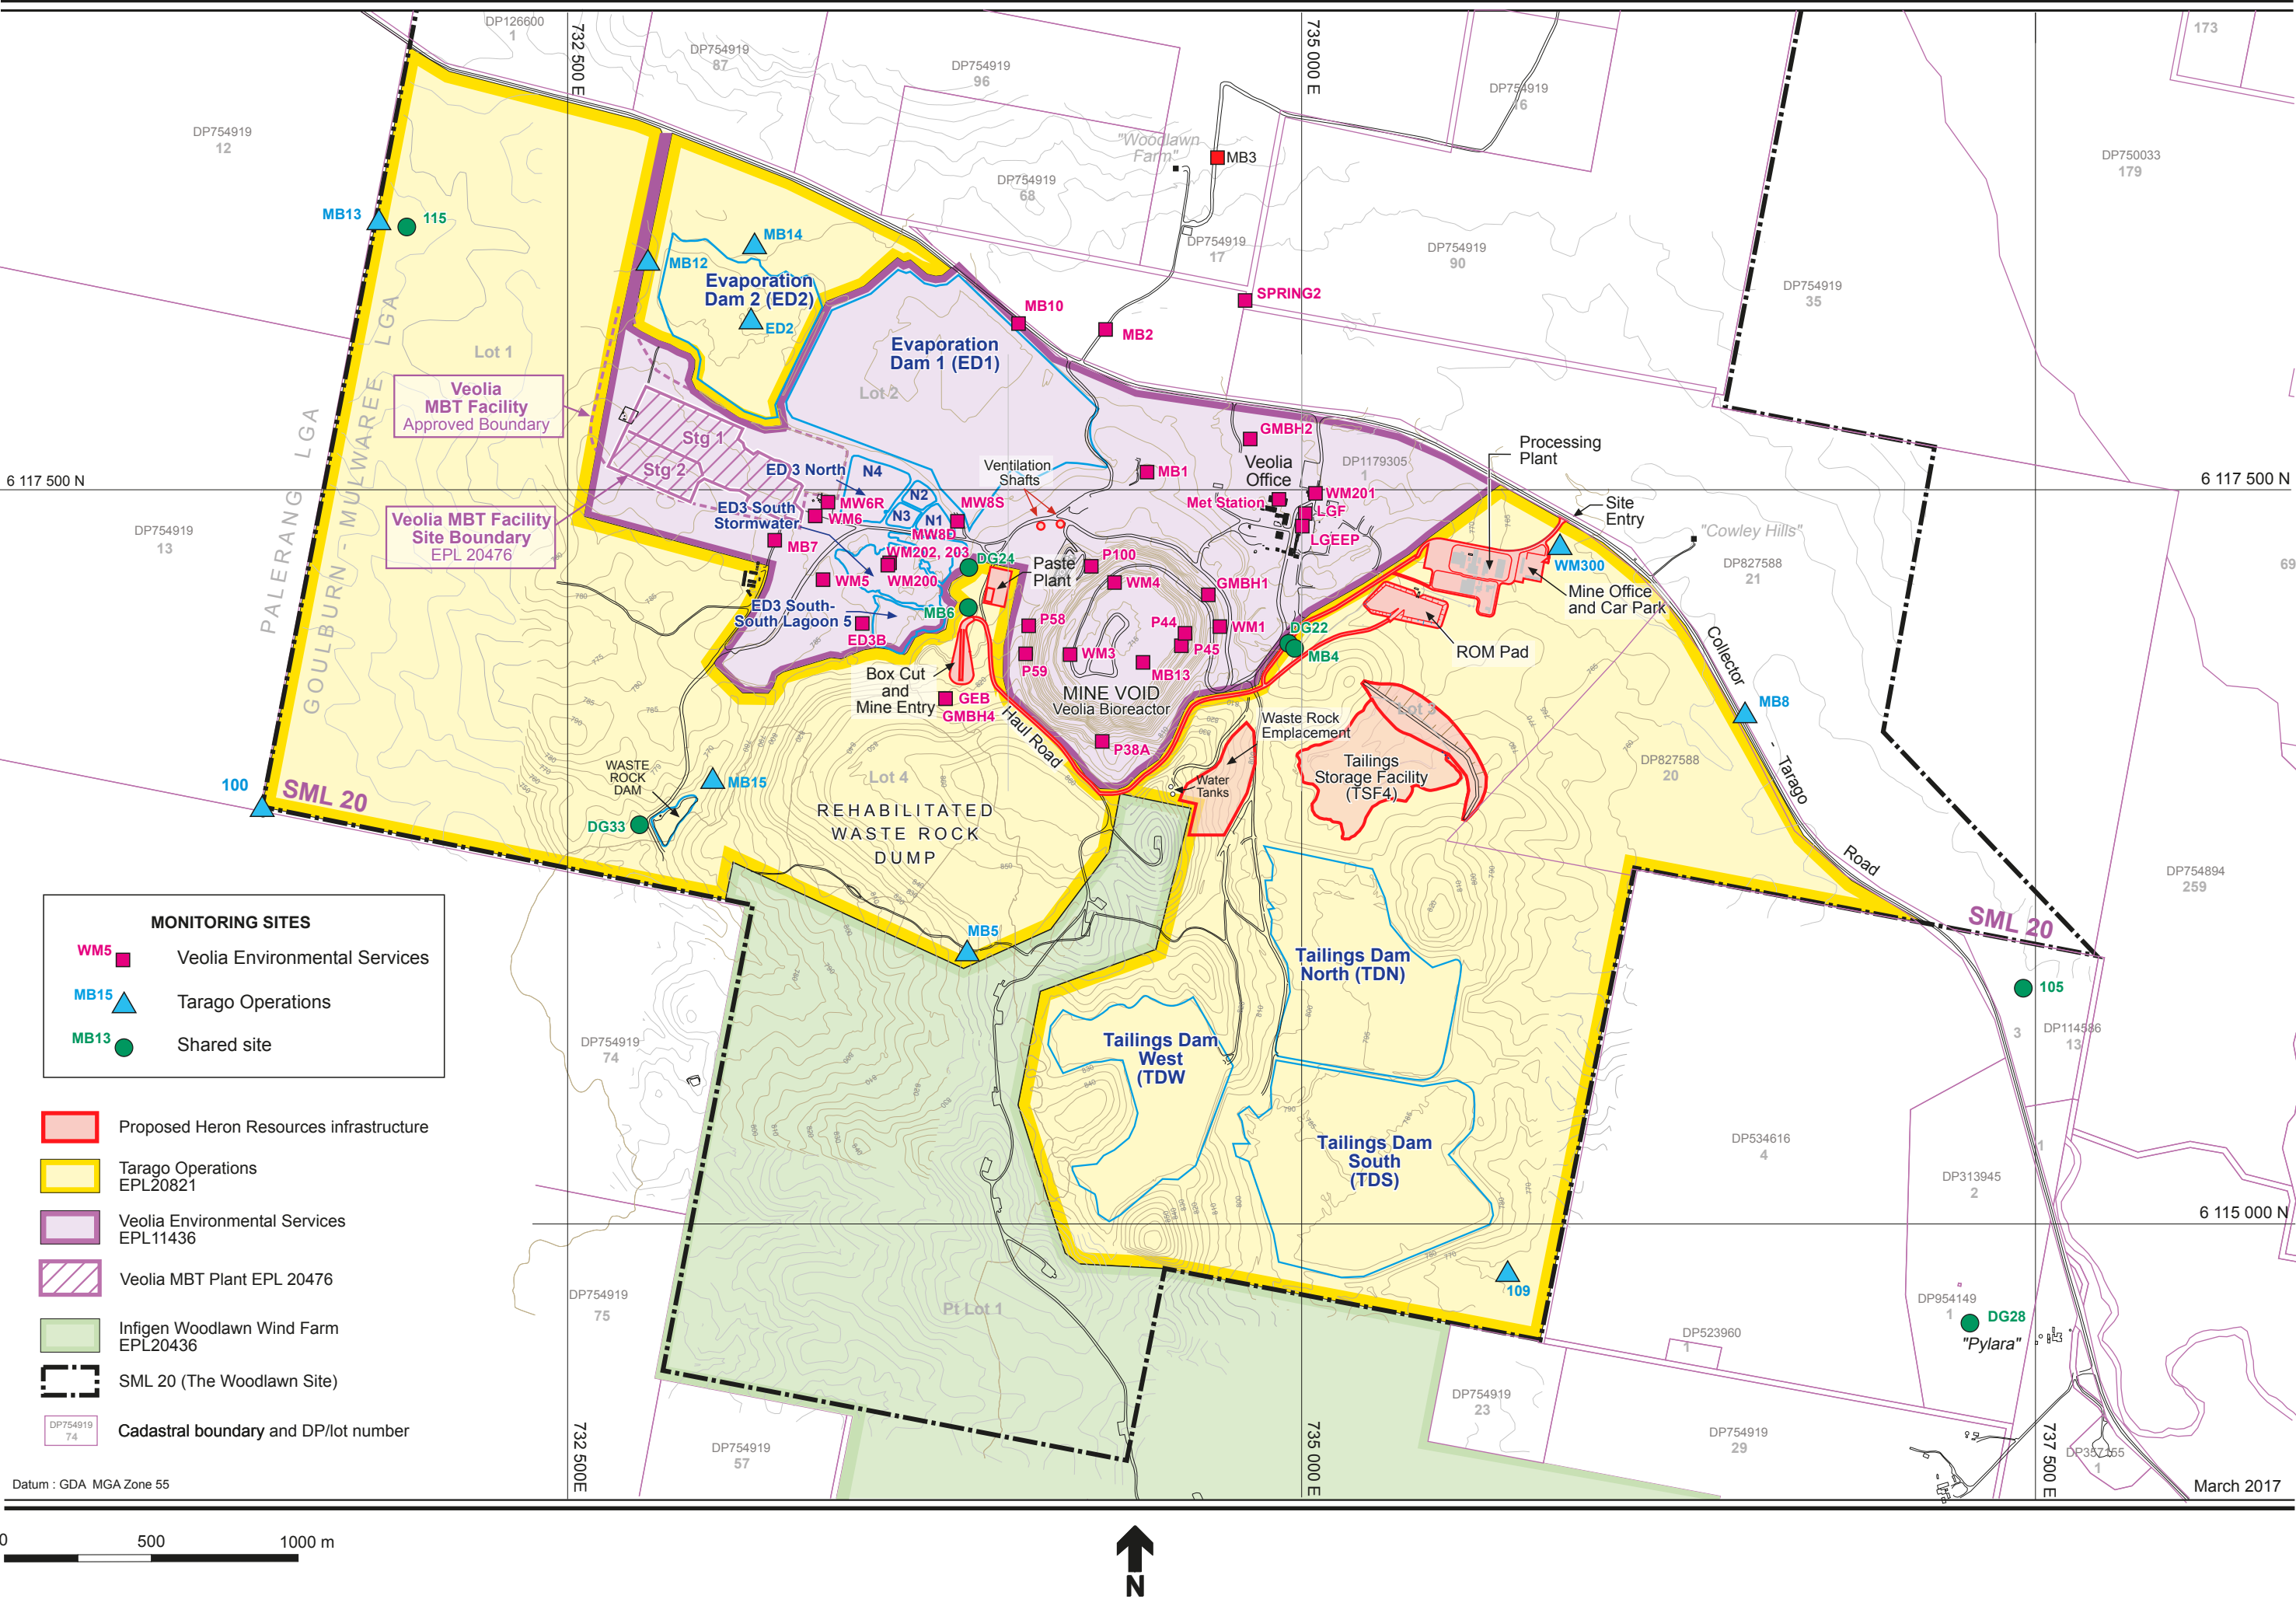 DP126600
1
732 500 E
DP754919
87
DP754919
96
735 000 E
DP754919
173
DP754919
12
"Woodlawn
Farm"
MB3
DP750033
179
DP754919
68
MB13
115
MB14
MB12
DP754919
17
DP754919
90
Evaporation
Dam 2 (ED2)
ED2
SPRING2
DP754919
35
MB10
MB2
Evaporation
Dam 1 (ED1)
Lot 1
Lot 2
PALERANG LGA
GOULBURN - MULWAREE LGA
Veolia
MBT Facility
Approved Boundary
Stg 1
Stg 2
GMBH2
Processing
Plant
6 117 500 N
ED 3 North
N4
N2
N3
N1
Ventilation
Shafts
MB1
Veolia
Office
DP1179305
1
6 117 500 N
Met Station
WM201
LGF
LGEEP
Site
Entry
Veolia MBT Facility
Site Boundary
EPL 20476
ED3 South
Stormwater
MW6R
WM6
MW8S
MW8D
DP754919
13
MB7
WM202, 203
WM200
DG24
Paste
Plant
P100
WM4
GMBH1
WM300
"Cowley Hills"
DP827588
21
WM5
ED3 South-
South Lagoon 5
MB6
Mine Office
and Car Park
ED3B
P58
P44
WM1
DG22
P45
MB4
ROM Pad
P59
WM3
MB13
Box Cut
and
Mine Entry
GEB
GMBH4
MINE VOID
Veolia Bioreactor
Haul Road
P38A
Waste Rock
Emplacement
Lot 3
Collector - Tarago Road
MB8
WASTE
ROCK
DAM
MB15
Lot 4
Water
Tanks
Tailings
Storage Facility
(TSF4)
DP827588
20
100
SML 20
DG33
REHABILITATED
WASTE ROCK
DUMP
DP754894
259
SML 20
MB5
Tailings Dam
North (TDN)
105
3
DP114586
13
MONITORING SITES
WM5
Veolia Environmental Services
MB15
Tarago Operations
MB13
Shared site
DP754919
74
Tailings Dam
West
(TDW
Tailings Dam
South
(TDS)
DP534616
4
1
DP313945
2
Proposed Heron Resources infrastructure
Tarago Operations
EPL20821
Veolia Environmental Services
EPL11436
Veolia MBT Plant EPL 20476
Infigen Woodlawn Wind Farm
EPL20436
SML 20 (The Woodlawn Site)
DP754919
74
Cadastral boundary and DP/lot number
6 115 000 N
109
DP754919
75
Pt Lot 1
DP954149
1
DG28
"Pylara"
DP523960
1
DP754919
23
DP754919
29
DP754919
57
732 500E
735 000 E
737 500 E
DP357155
1
Datum : GDA MGA Zone 55
March 2017
0
500
1000 m
N